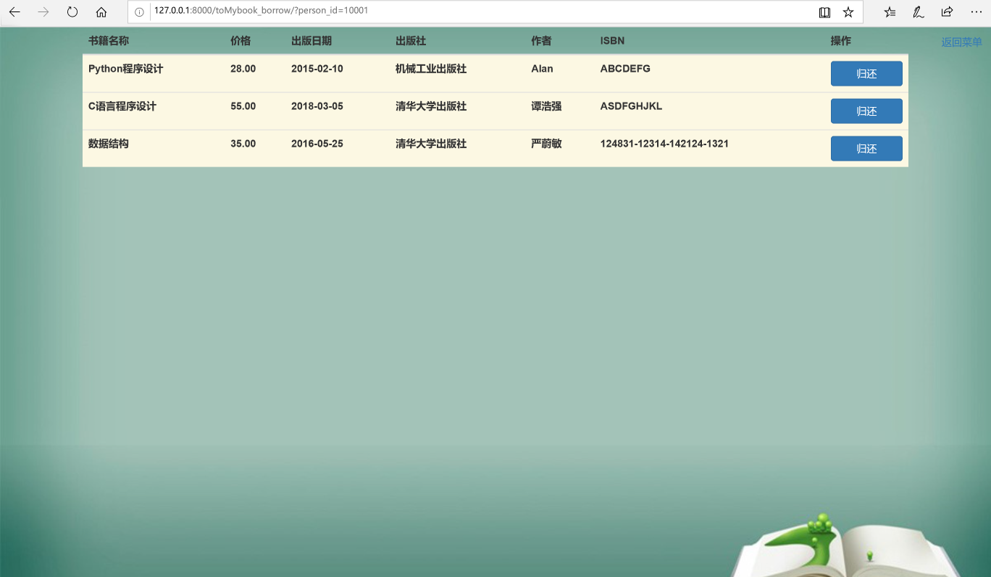 127.0.0.1:8000/toMybook_borrow/?person_id=10001
书籍名称 价格 出版日期 出版社 作者 ISBN 操作 返回菜单
Python程序设计 28.00 2015-02-10 机械工业出版社 Alan ABCDEFG 归还
C语言程序设计 55.00 2018-03-05 清华大学出版社 谭浩强 ASDFGHJKL 归还
数据结构 35.00 2016-05-25 清华大学出版社 严蔚敏 124831-12314-142124-1321 归还